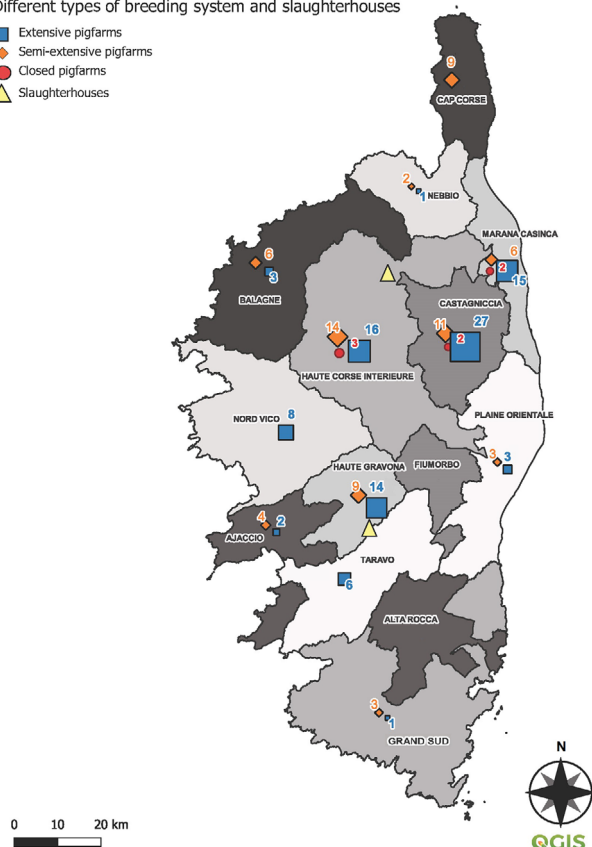 Different types of breeding system and slaughterhouses
Extensive pigfarms
Semi-extensive pigfarms
Closed pigfarms
Slaughterhouses
9
CAP CORSE
2
1
NEBBIO
MARANA CASINCA
6
2
15
6
3
BALAGNE
CASTAGNICCIA
11
27
2
14
16
3
HAUTE CORSE INTERIEURE
PLAINE ORIENTALE
NORD VICO
8
3
3
HAUTE GRAVONA
FIUMORBO
9
14
4
2
AJACCIO
TARAVO
6
ALTA ROCCA
3
1
GRAND SUD
N
0 10 20 km
QGIS